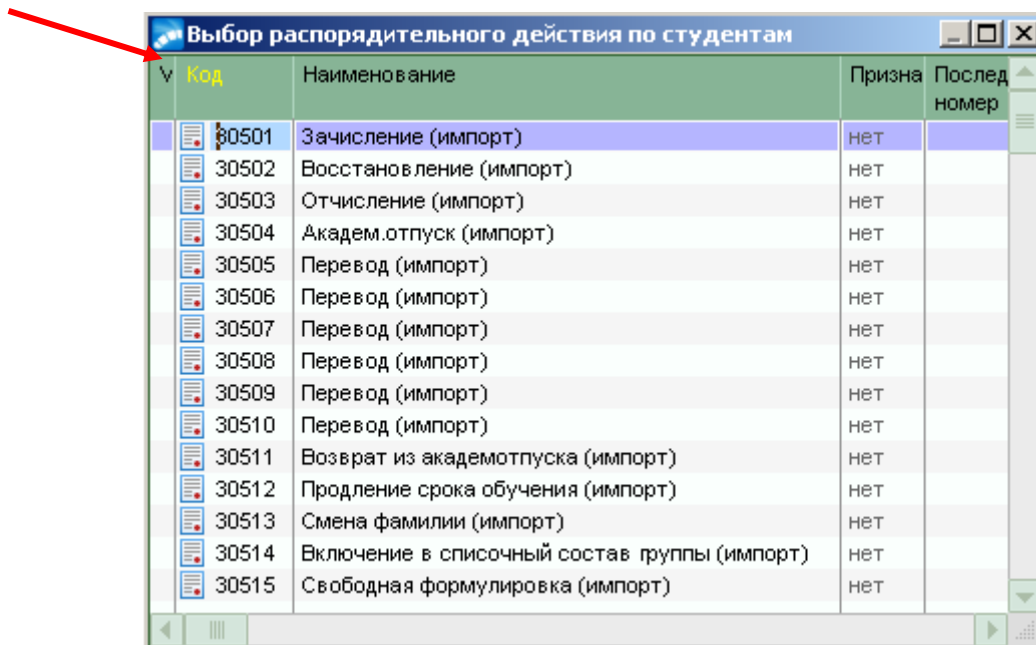 Выбор распорядительного действия по студентам
V Код Наименование Призна Послед
номер
30501 Зачисление (импорт) нет
30502 Восстановление (импорт) нет
30503 Отчисление (импорт) нет
30504 Академ.отпуск (импорт) нет
30505 Перевод (импорт) нет
30506 Перевод (импорт) нет
30507 Перевод (импорт) нет
30508 Перевод (импорт) нет
30509 Перевод (импорт) нет
30510 Перевод (импорт) нет
30511 Возврат из академотпуска (импорт) нет
30512 Продление срока обучения (импорт) нет
30513 Смена фамилии (импорт) нет
30514 Включение в списочный состав группы (импорт) нет
30515 Свободная формулировка (импорт) нет